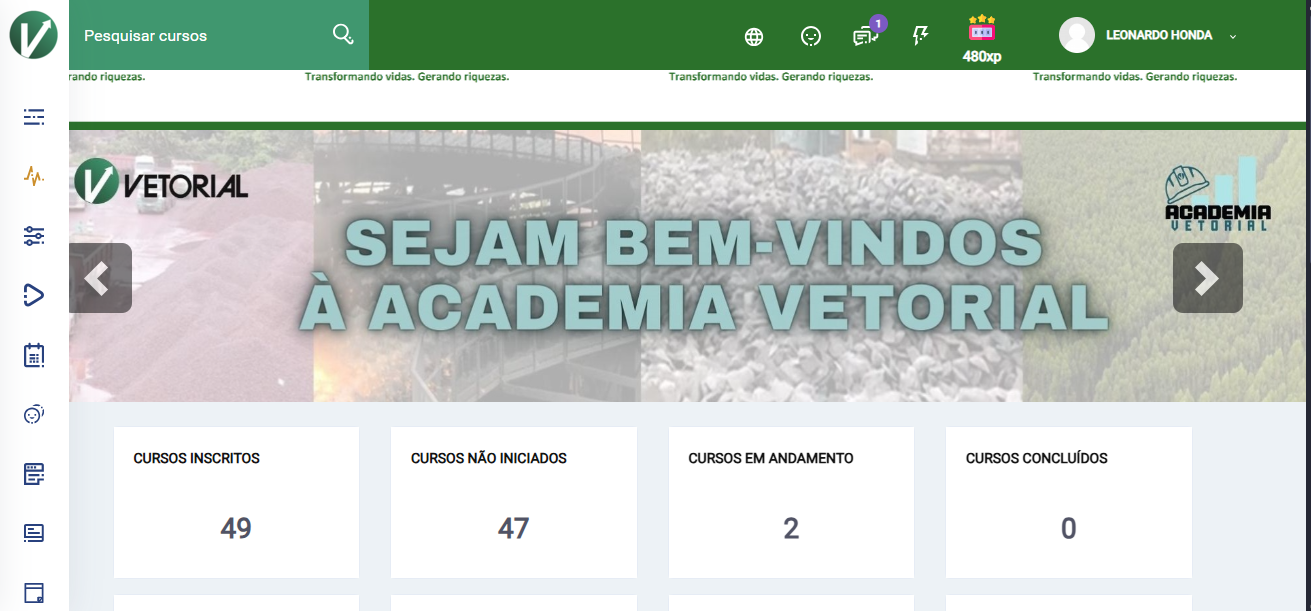 Pesquisar cursos
1
480xp
LEONARDO HONDA
rando riquezas.
Transformando vidas. Gerando riquezas.
Transformando vidas. Gerando riquezas.
Transformando vidas. Gerando riquezas.
VETORIAL
ACADEMIA
VETORIAL
SEJAM BEM-VINDOS
À ACADEMIA VETORIAL
CURSOS INSCRITOS
49
CURSOS NÃO INICIADOS
47
CURSOS EM ANDAMENTO
2
CURSOS CONCLUÍDOS
0